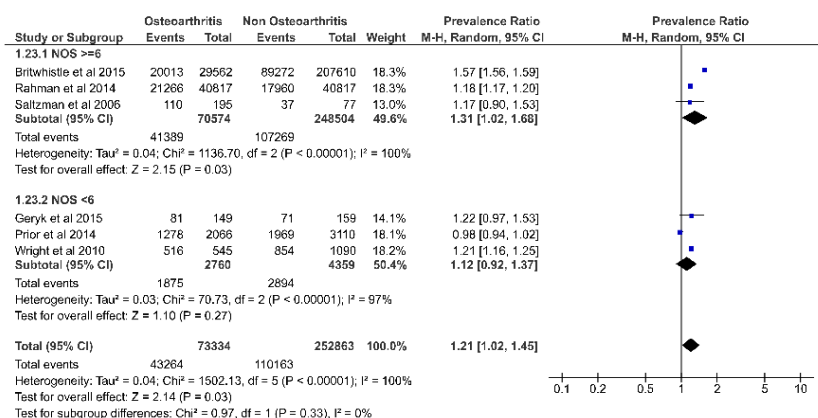 Osteoarthritis Non Osteoarthritis Prevalence Ratio Prevalence Ratio
Study or Subgroup Events Total Events Total Weight M-H, Random, 95% CI M-H, Random, 95% CI
1.23.1 NOS >=6
Britwhistle et al 2015 20013 29562 89272 207610 18.3% 1.57 [1.56, 1.59]
Rahman et al 2014 21266 40817 17960 40817 18.3% 1.18 [1.17, 1.20]
Saltzman et al 2006 110 195 37 77 13.0% 1.17 [0.90, 1.53]
Subtotal (95% CI) 70574 248504 49.6% 1.31 [1.02, 1.68]
Total events 41389 107269
Heterogeneity: Tau² = 0.04; Chi² = 1136.70, df = 2 (P < 0.00001); I² = 100%
Test for overall effect: Z = 2.15 (P = 0.03)
1.23.2 NOS <6
Geryk et al 2015 81 149 71 159 14.1% 1.22 [0.97, 1.53]
Prior et al 2014 1278 2066 1969 3110 18.1% 0.98 [0.94, 1.02]
Wright et al 2010 516 545 854 1090 18.2% 1.21 [1.16, 1.25]
Subtotal (95% CI) 2760 4359 50.4% 1.12 [0.92, 1.37]
Total events 1875 2894
Heterogeneity: Tau² = 0.03; Chi² = 70.73, df = 2 (P < 0.00001); I² = 97%
Test for overall effect: Z = 1.10 (P = 0.27)
Total (95% CI) 73334 252863 100.0% 1.21 [1.02, 1.45]
Total events 43264 110163
Heterogeneity: Tau² = 0.04; Chi² = 1502.13, df = 5 (P < 0.00001); I² = 100%
Test for overall effect: Z = 2.14 (P = 0.03)
Test for subgroup differences: Chi² = 0.97, df = 1 (P = 0.33), I² = 0%
0.1 0.2 0.5 1 2 5 10